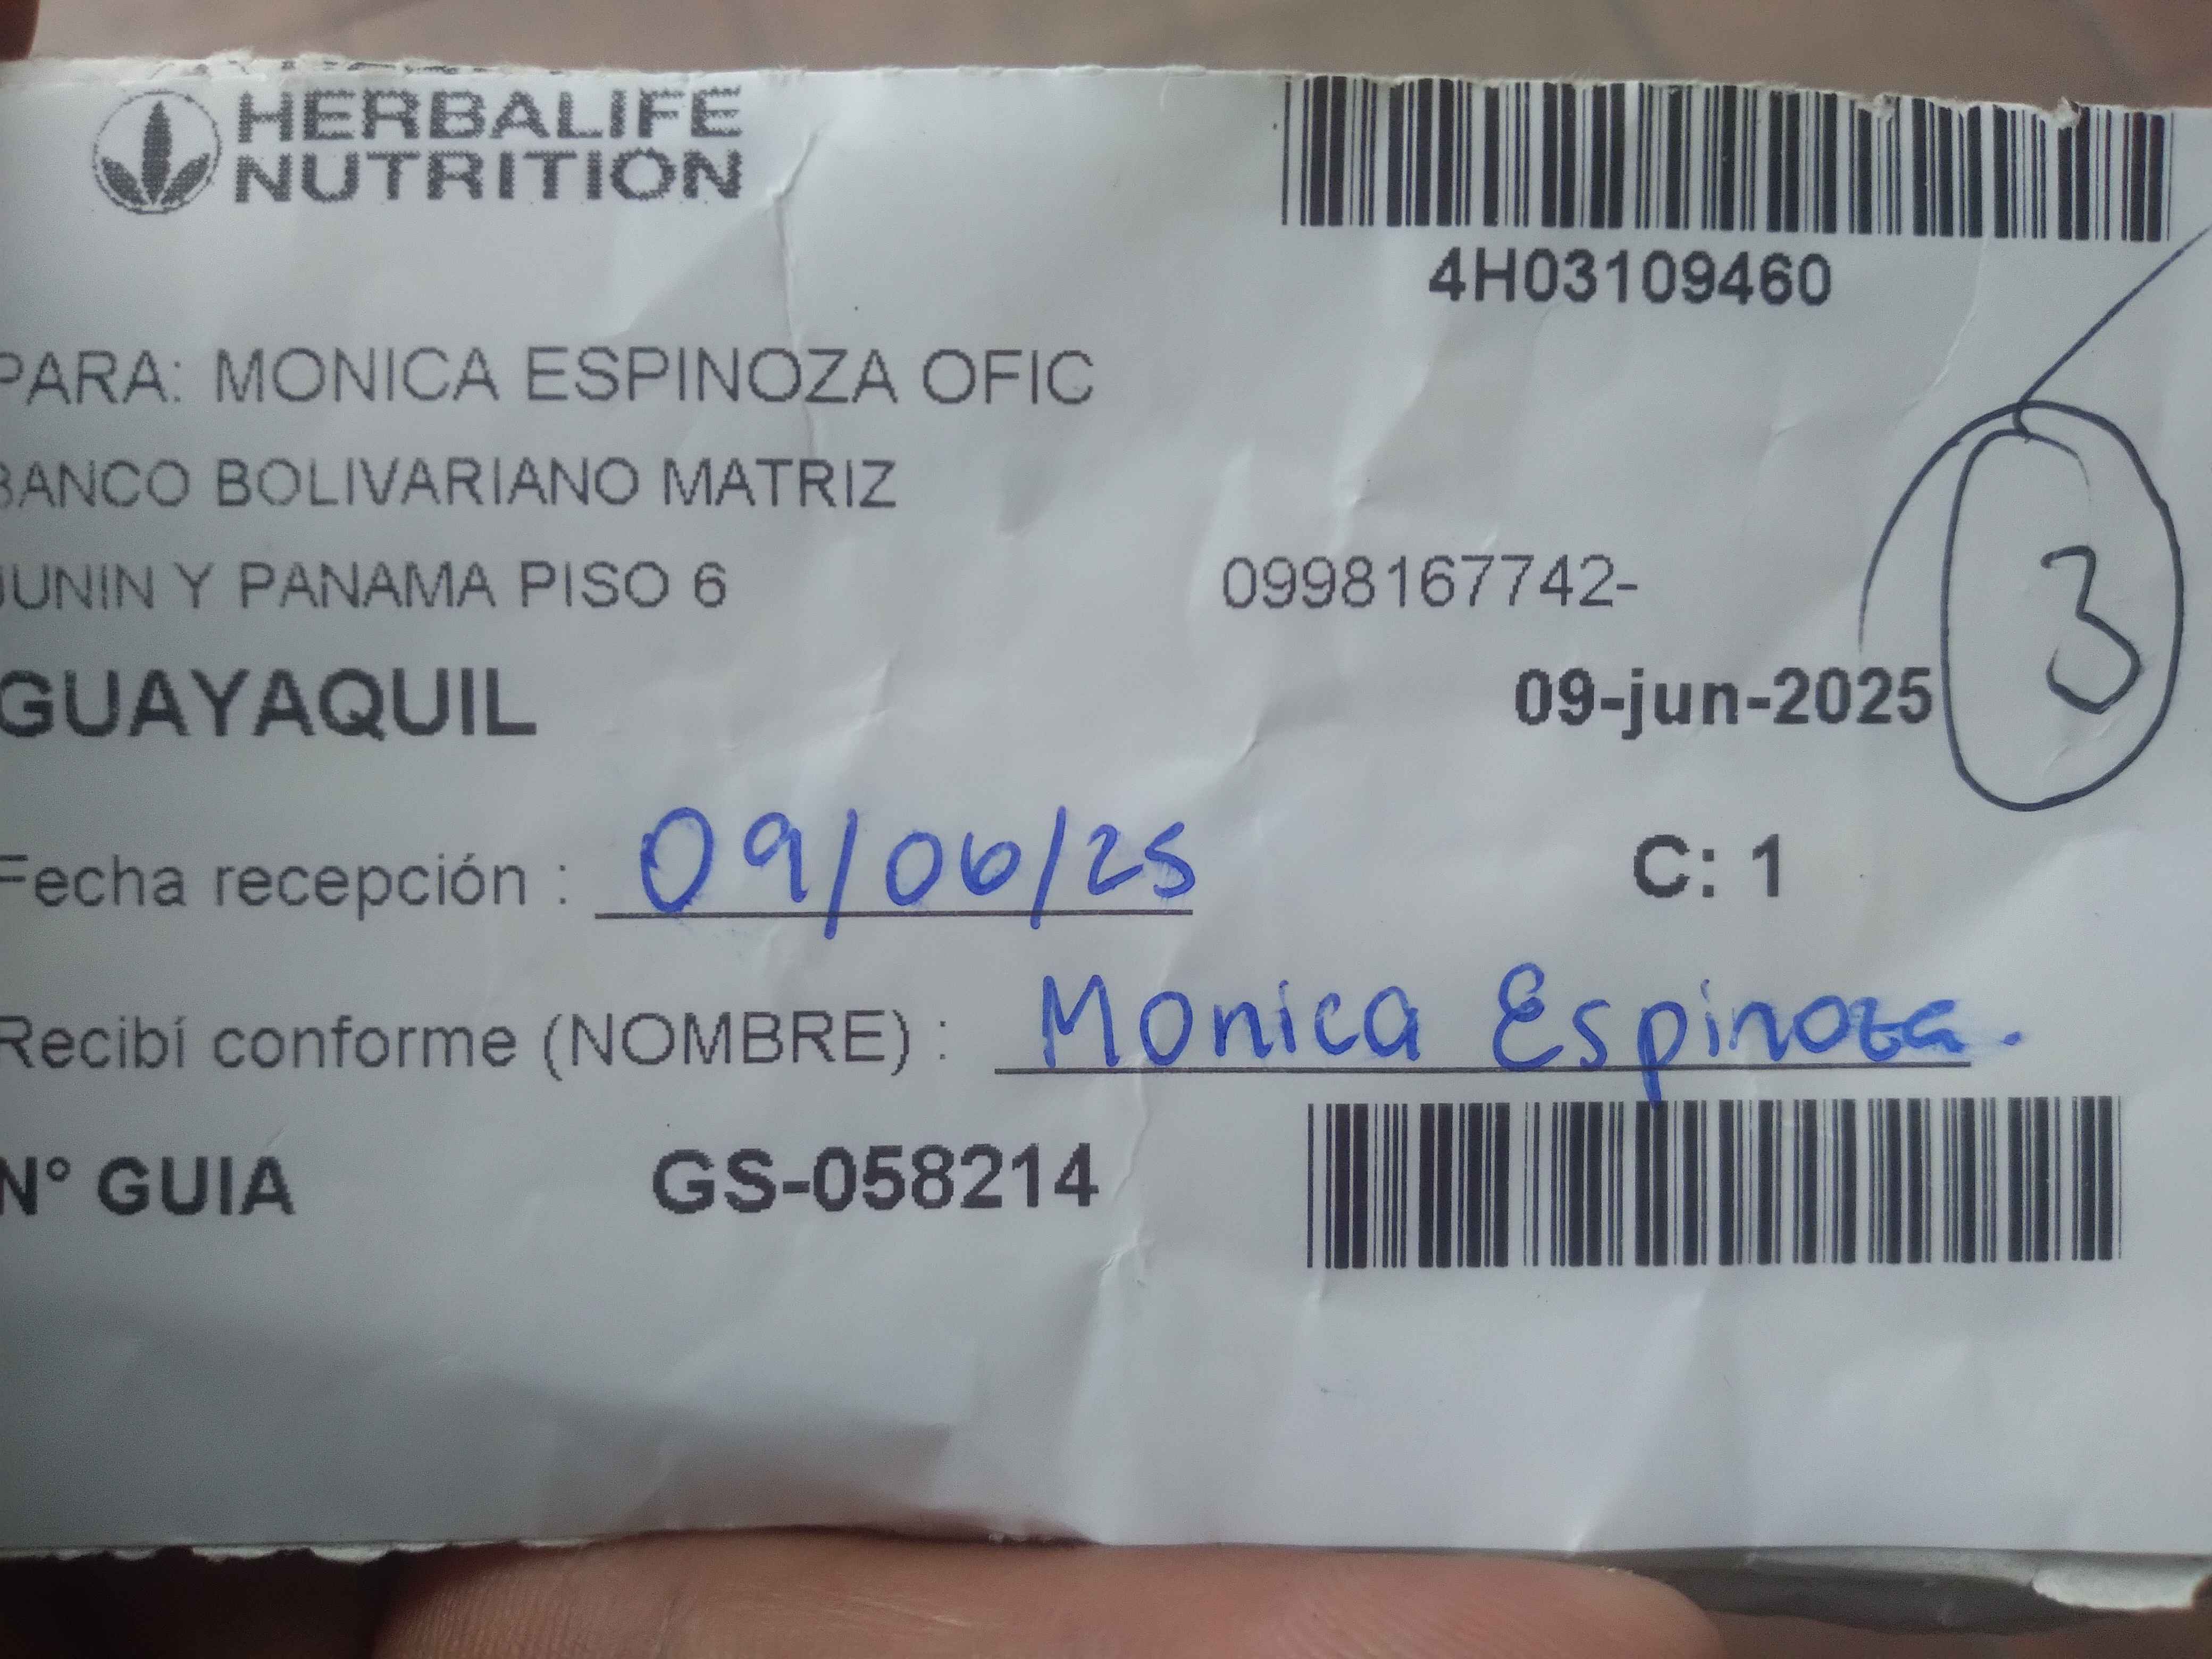 HERBALIFE
NUTRITION
4H03109460
PARA: MONICA ESPINOZA OFIC
BANCO BOLIVARIANO MATRIZ
JUNIN Y PANAMA PISO 6
0998167742-
GUAYAQUIL
09-jun-2025
3
Fecha recepción : 09/06/25
C: 1
Recibí conforme (NOMBRE) : Monica Espinoza.
N° GUIA GS-058214